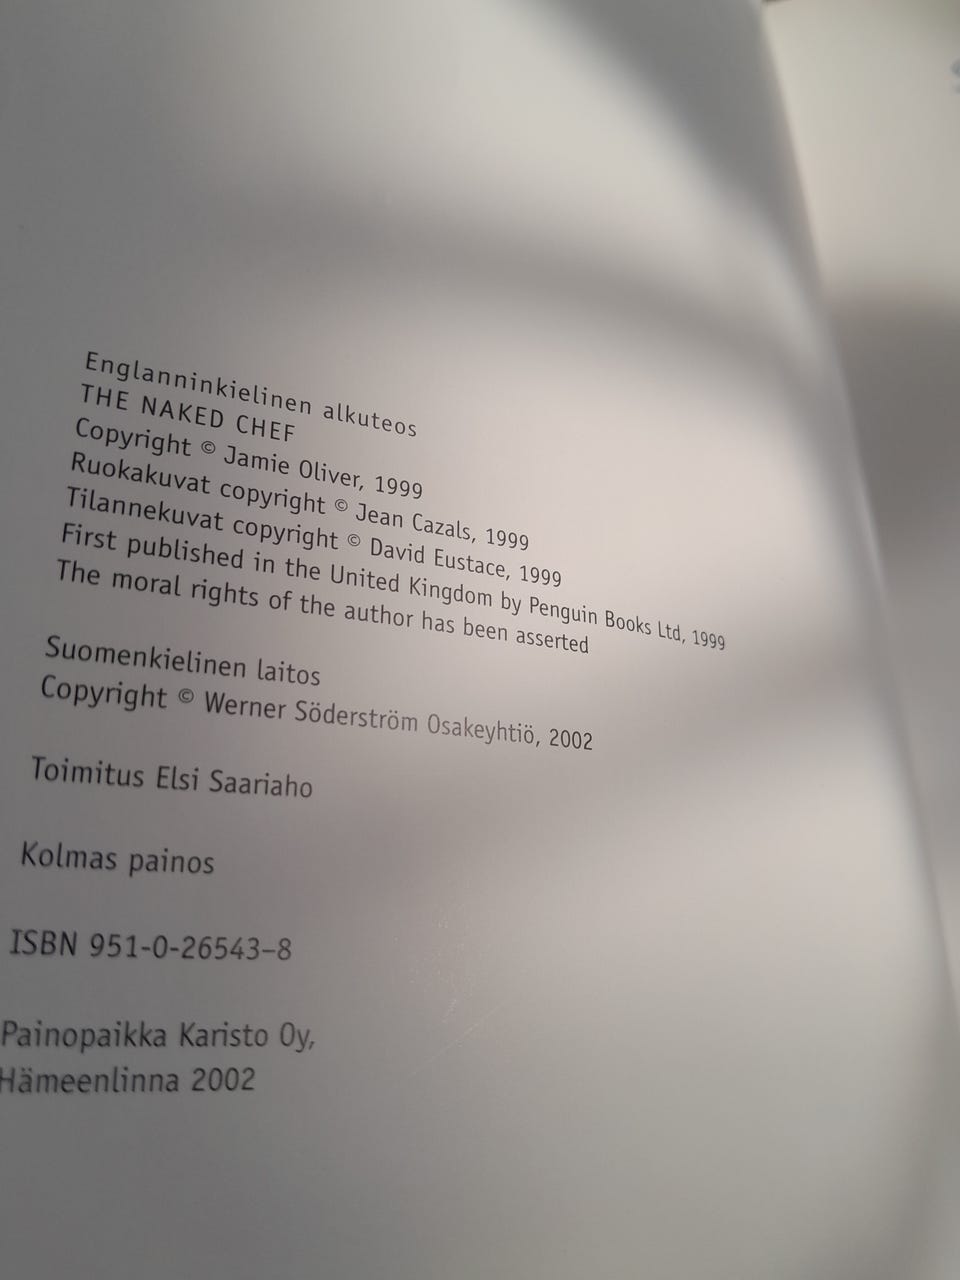 Englanninkielinen alkuteos
THE NAKED CHEF
Copyright © Jamie Oliver, 1999
Ruokakuvat copyright © Jean Cazals, 1999
Tilannekuvat copyright © David Eustace, 1999
First published in the United Kingdom by Penguin Books Ltd, 1999
The moral rights of the author has been asserted
Suomenkielinen laitos
Copyright © Werner Söderström Osakeyhtiö, 2002
Toimitus Elsi Saariaho
Kolmas painos
ISBN 951-0-26543–8
Painopaikka Karisto Oy,
Hämeenlinna 2002